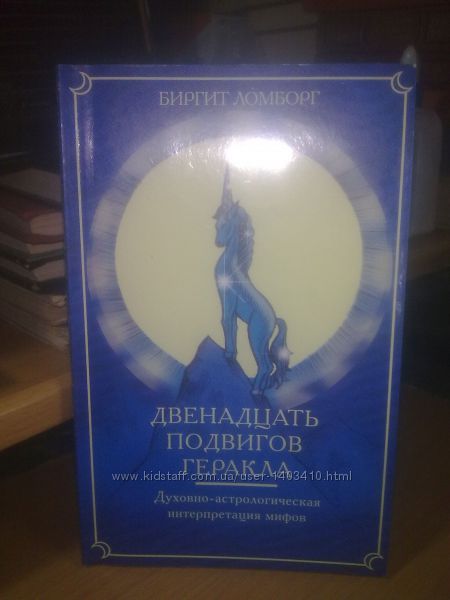 БИРГИТ ЛОМБОРГ
ДВЕНАДЦАТЬ
ПОДВИГОВ
ГЕРАКЛА
www.kidstaff.com.ua/user-1403410.html
Духовно-астрологическая
интерпретация мифов